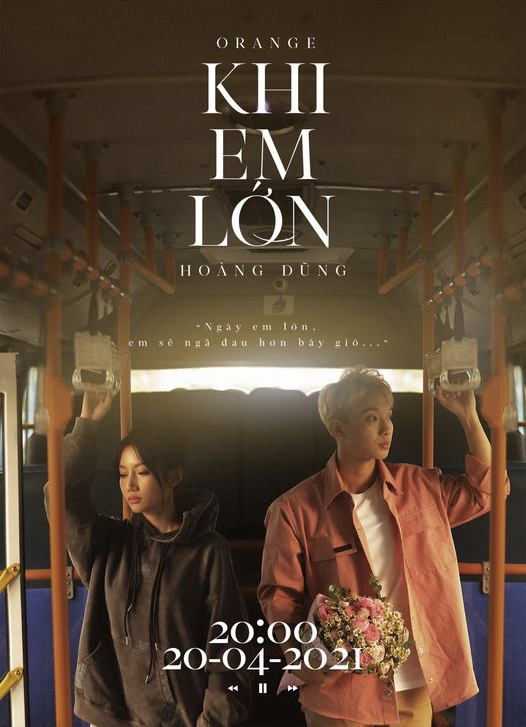 ORANGE
KHI
EM
LỚN
HOÀNG DŨNG
"Ngày em lớn,
em sẽ ngã đau hơn bây giờ..."
20:00
20-04-2021